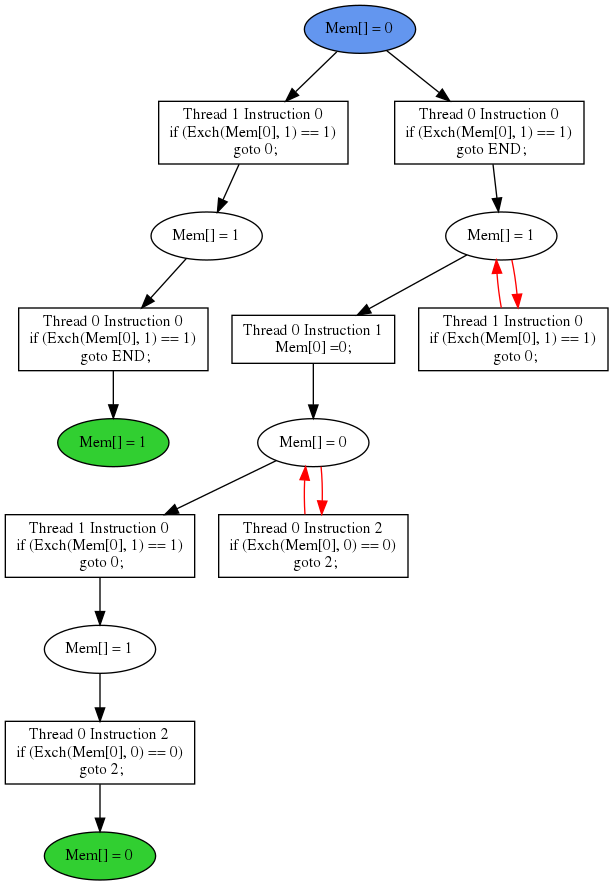 Mem[] = 0
Thread 1 Instruction 0
if (Exch(Mem[0], 1) == 1)
goto 0;
Thread 0 Instruction 0
if (Exch(Mem[0], 1) == 1)
goto END;
Mem[] = 1
Mem[] = 1
Thread 0 Instruction 0
if (Exch(Mem[0], 1) == 1)
goto END;
Thread 0 Instruction 1
Mem[0] =0;
Thread 1 Instruction 0
if (Exch(Mem[0], 1) == 1)
goto 0;
Mem[] = 1
Mem[] = 0
Thread 1 Instruction 0
if (Exch(Mem[0], 1) == 1)
goto 0;
Thread 0 Instruction 2
if (Exch(Mem[0], 0) == 0)
goto 2;
Mem[] = 1
Thread 0 Instruction 2
if (Exch(Mem[0], 0) == 0)
goto 2;
Mem[] = 0